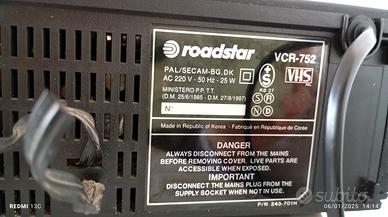 roadstar VCR-752
PAL/SECAM-BG.DK
AC 220 V - 50 Hz - 25 W
VHS
MINISTERO P.P.T.T.
(D.M. 25/6/1985 - D.M. 27/8/1987)
RB 27
S R
N D
N°
Made in Republic of Korea - Fabriqué en République de Corée
DANGER
ALWAYS DISCONNECT FROM THE MAINS
BEFORE REMOVING COVER. LIVE PARTS ARE
ACCESSIBLE WHEN EXPOSED.
IMPORTANT
DISCONNECT THE MAINS PLUG FROM THE
SUPPLY SOCKET WHEN NOT IN USE.
P/N 243-701H
subito
REDMI 13C
06/01/2025 14:14